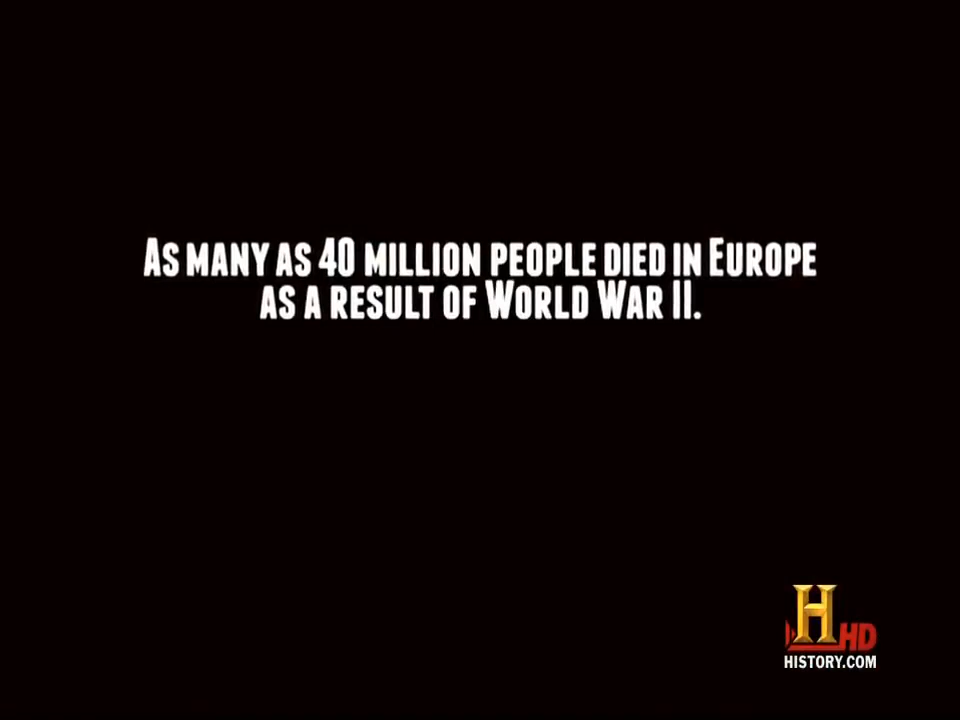 As many as 40 million people died in Europe
as a result of World War II.
H HD
HISTORY.COM